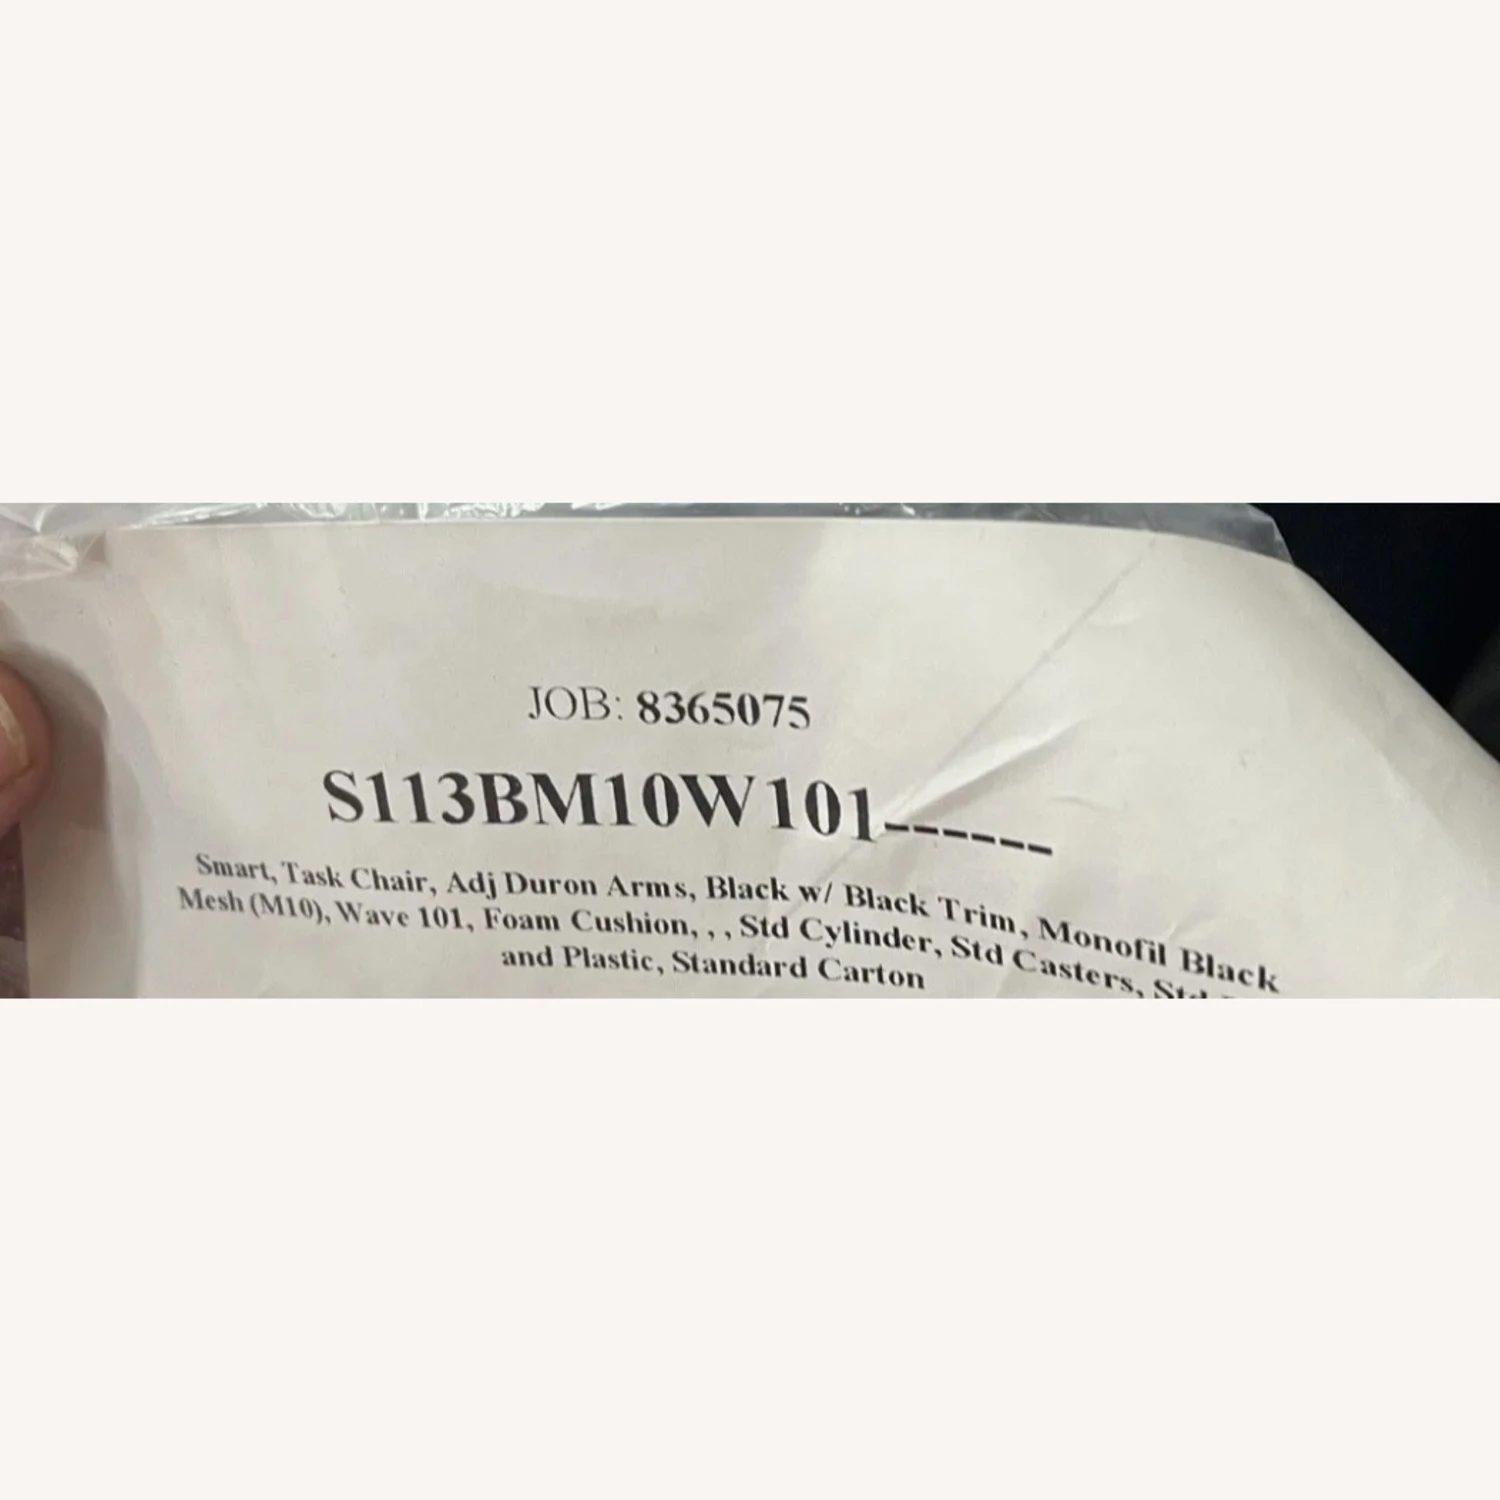 JOB: 8365075
S113BM10W101------
Smart, Task Chair, Adj Duron Arms, Black w/ Black Trim, Monofil Black
Mesh (M10), Wave 101, Foam Cushion, , , Std Cylinder, Std Casters, Std
and Plastic, Standard Carton